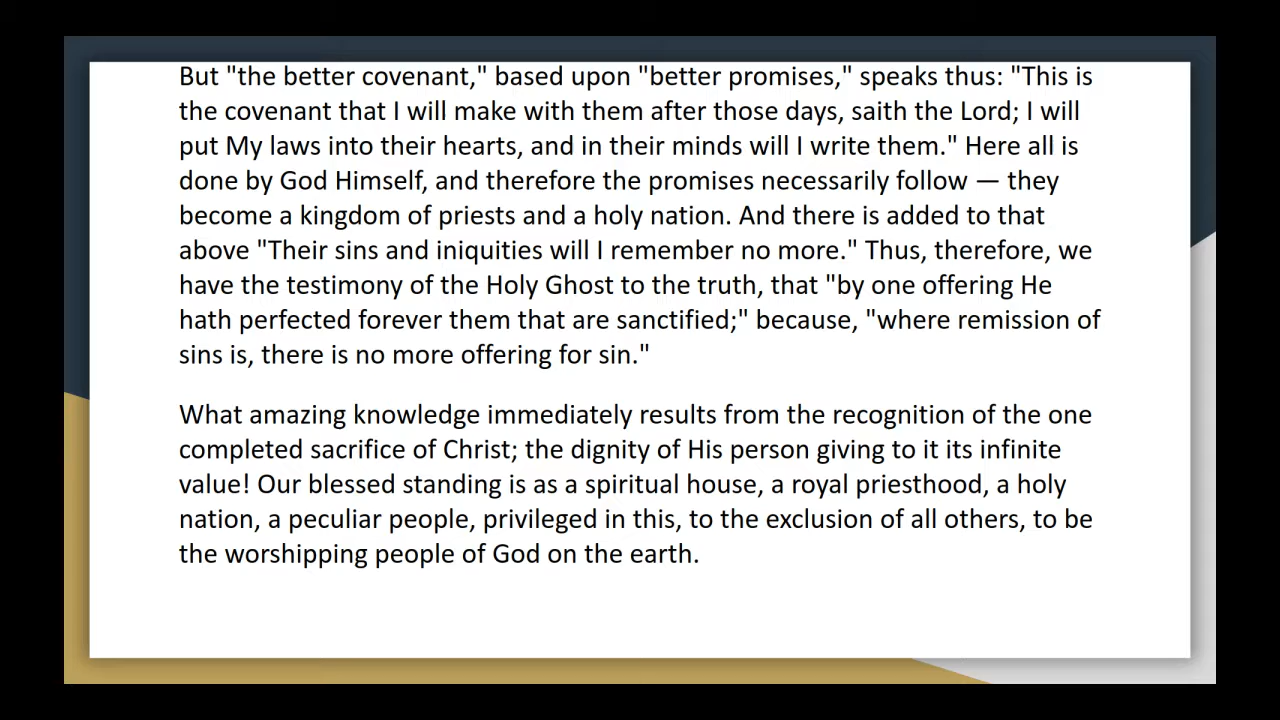 But "the better covenant," based upon "better promises," speaks thus: "This is
the covenant that I will make with them after those days, saith the Lord; I will
put My laws into their hearts, and in their minds will I write them." Here all is
done by God Himself, and therefore the promises necessarily follow — they
become a kingdom of priests and a holy nation. And there is added to that
above "Their sins and iniquities will I remember no more." Thus, therefore, we
have the testimony of the Holy Ghost to the truth, that "by one offering He
hath perfected forever them that are sanctified;" because, "where remission of
sins is, there is no more offering for sin."
What amazing knowledge immediately results from the recognition of the one
completed sacrifice of Christ; the dignity of His person giving to it its infinite
value! Our blessed standing is as a spiritual house, a royal priesthood, a holy
nation, a peculiar people, privileged in this, to the exclusion of all others, to be
the worshipping people of God on the earth.